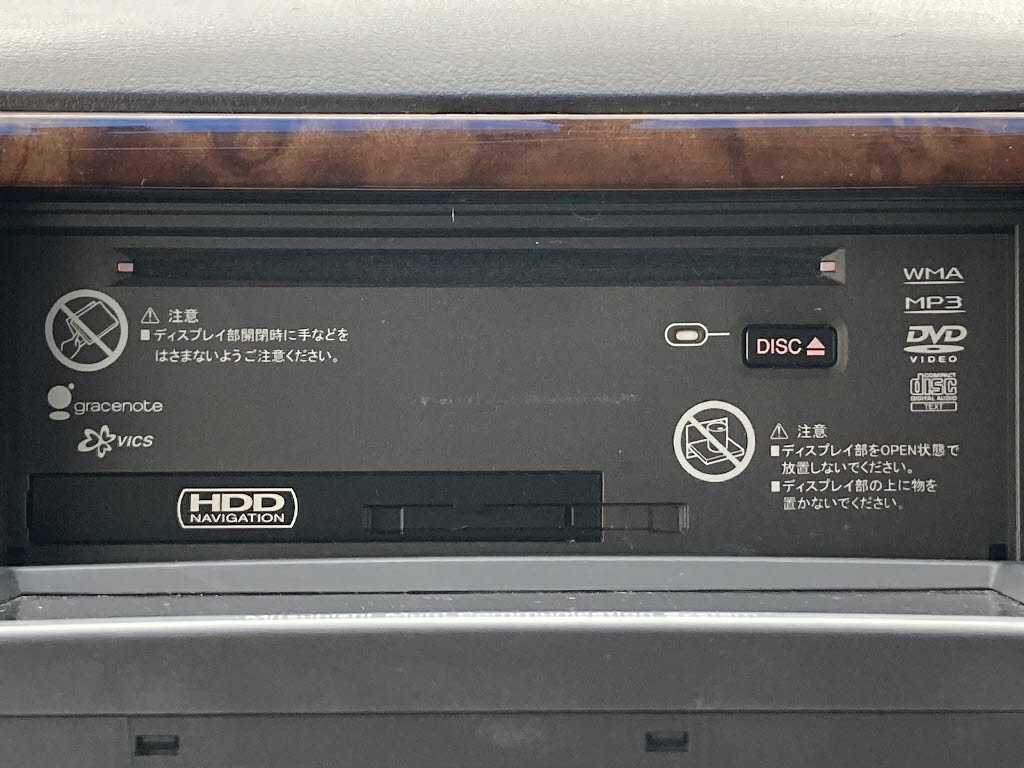 WMA
MP3
DVD
VIDEO
COMPACT
disc
DIGITAL AUDIO
TEXT
⚠ 注意
■ディスプレイ部開閉時に手などを
はさまないようご注意ください。
DISC
gracenote
VICS
⚠ 注意
■ディスプレイ部をOPEN状態で
放置しないでください。
■ディスプレイ部の上に物を
置かないでください。
HDD
NAVIGATION